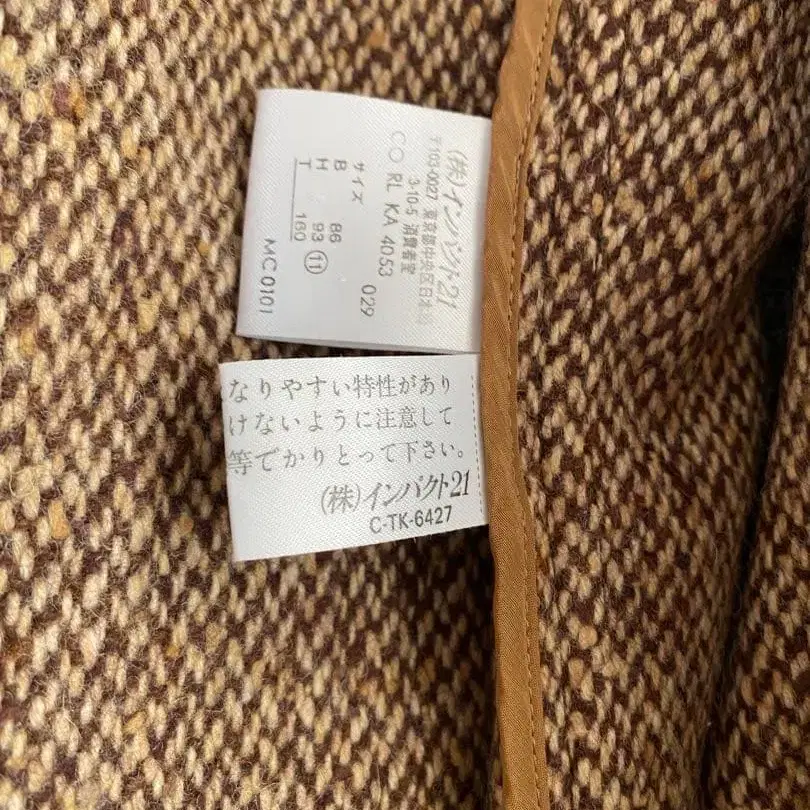 (株)インパクト21
〒103-0027 東京都中央区日本橋
3-10-5 消費者室
CO RL KA 4053
029
サイズ
B 86
H 93 ⑪
T 160
MC0101
なりやすい特性があり
けないように注意して
等でかりとって下さい。
(株)インパクト21
C-TK-6427